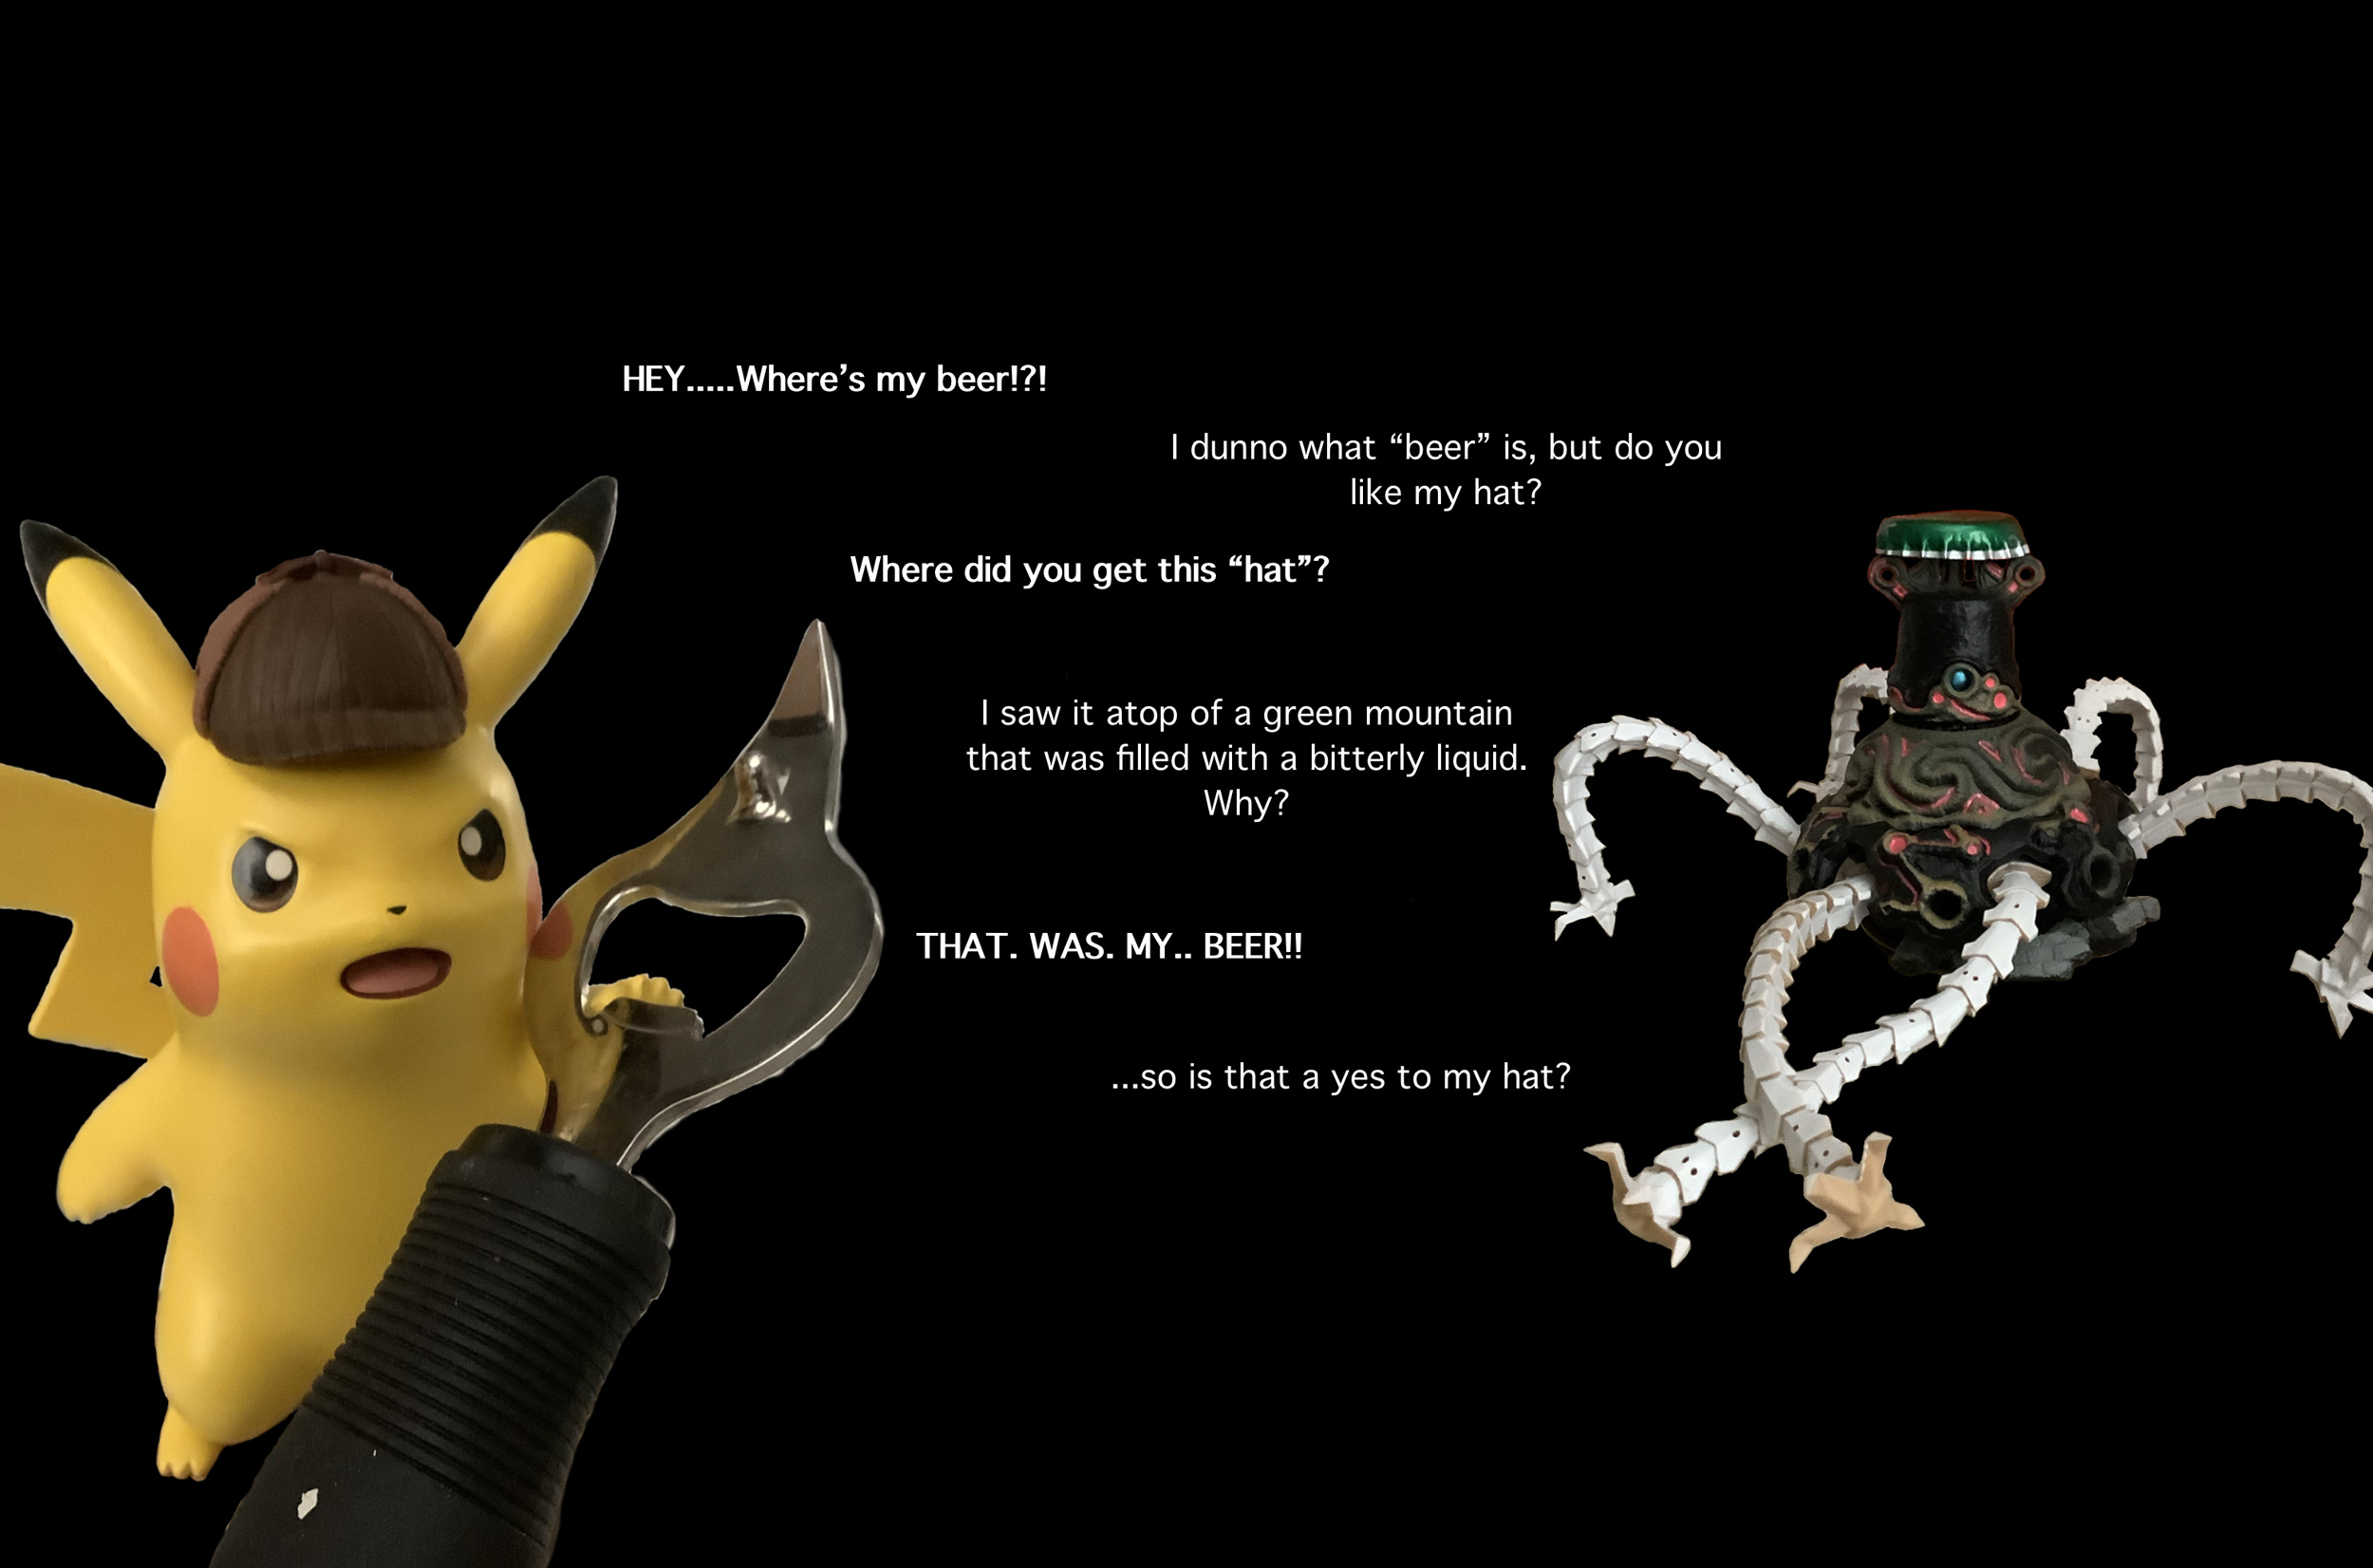 HEY.....Where’s my beer!?!
I dunno what “beer” is, but do you
like my hat?
Where did you get this “hat”?
I saw it atop of a green mountain
that was filled with a bitterly liquid.
Why?
THAT. WAS. MY.. BEER!!
...so is that a yes to my hat?